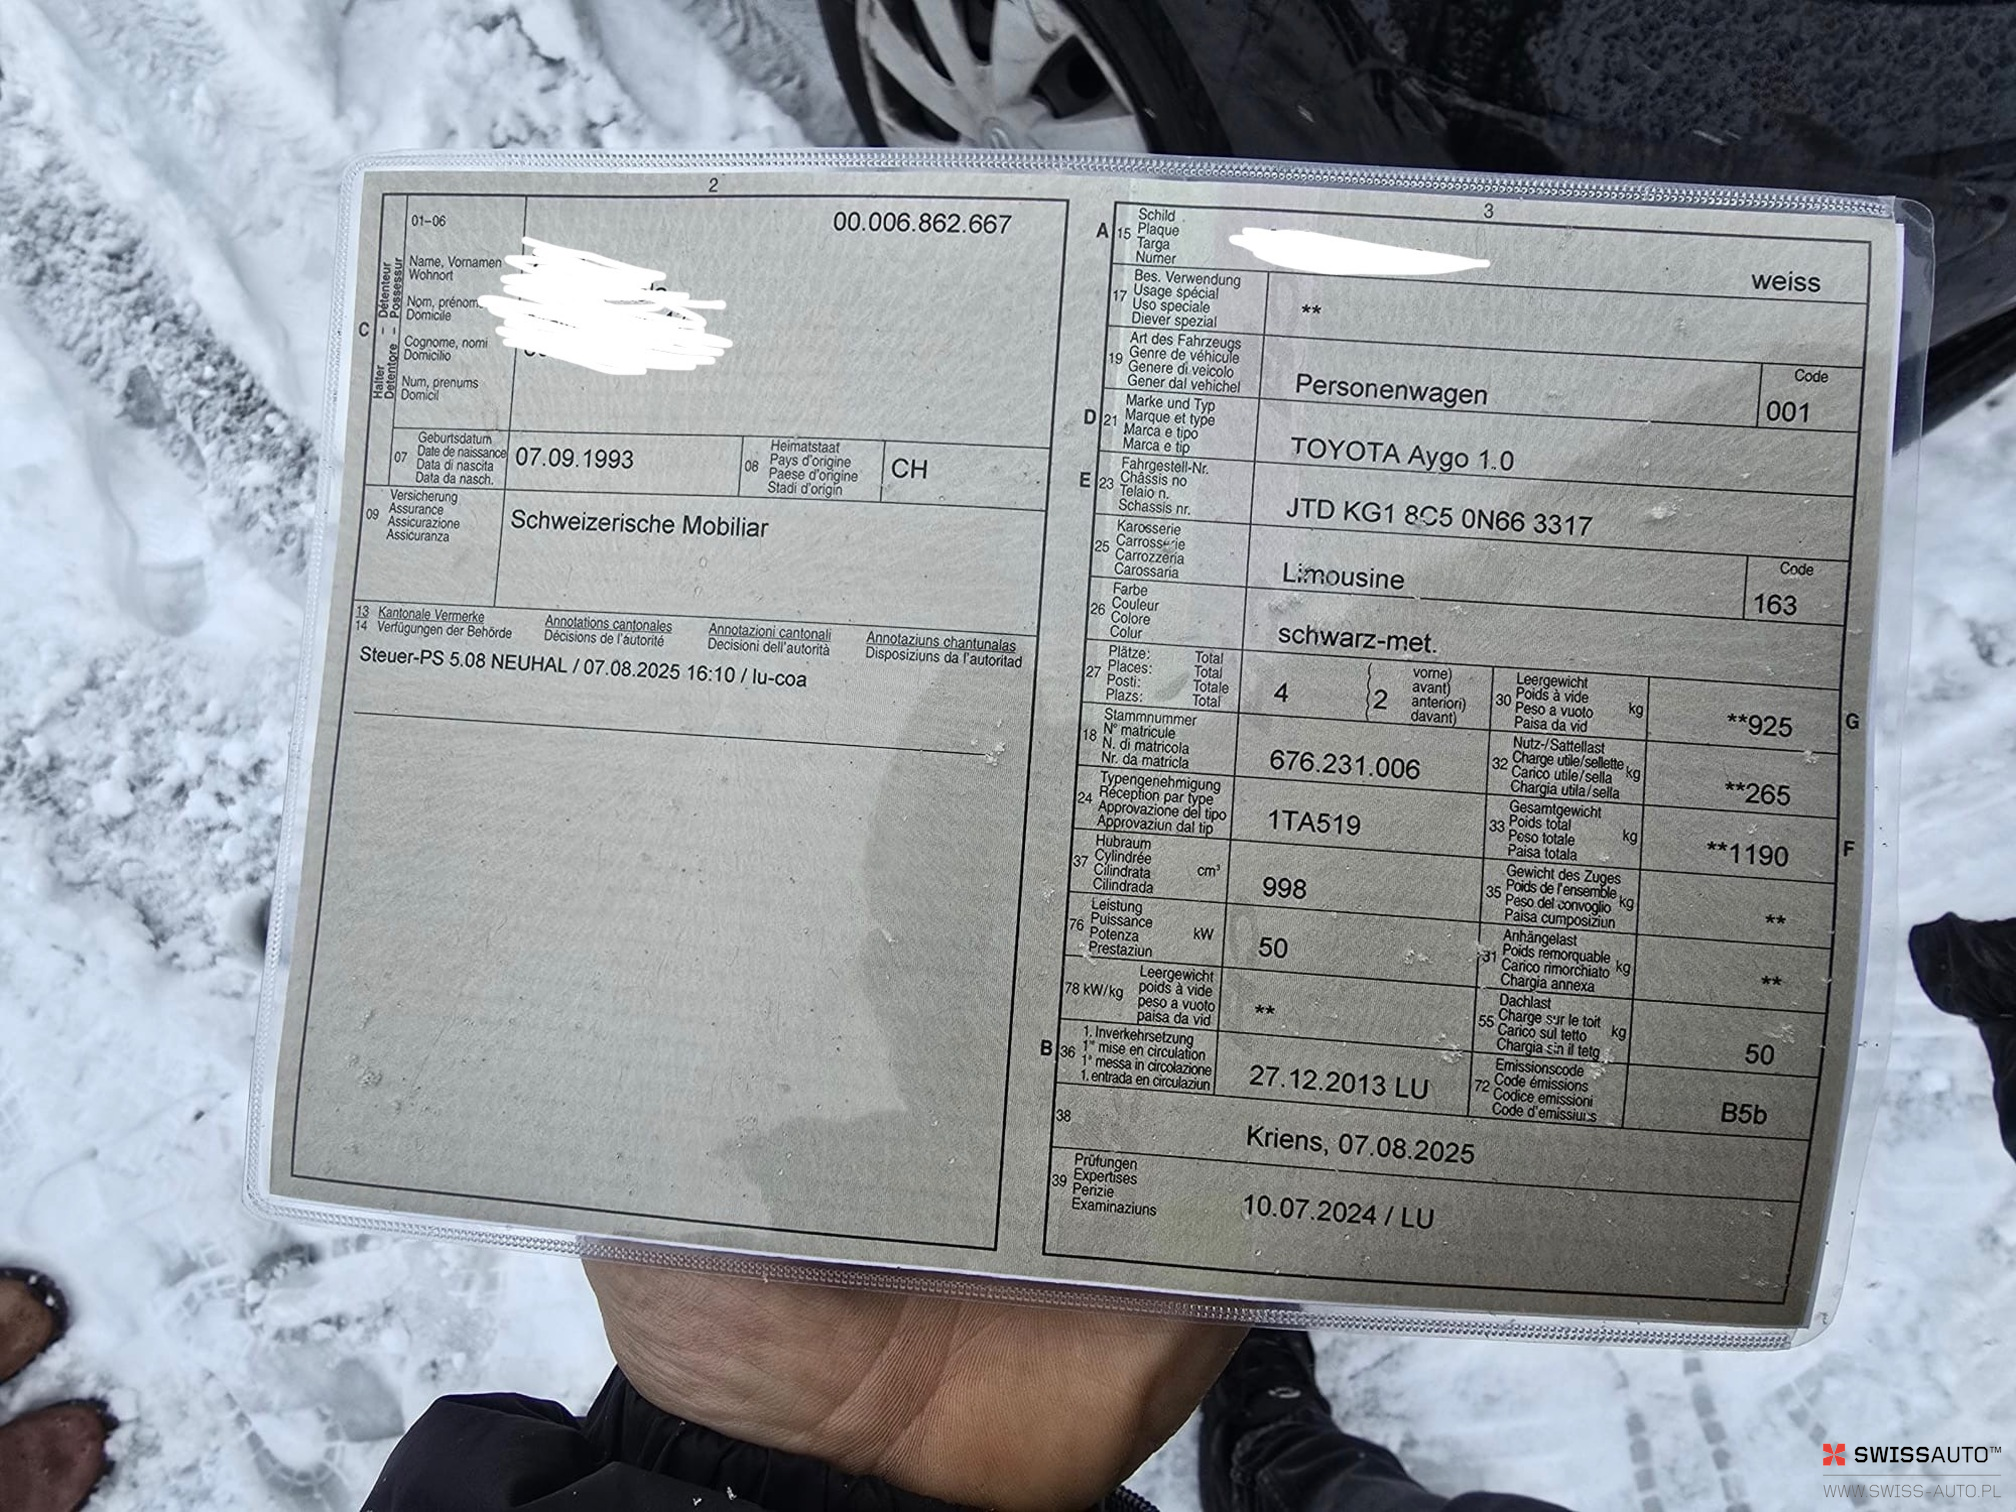 2
01-06
00.006.862.667
C
Halter – Détenteur
Detentore – Possessur
Name, Vornamen
Wohnort
Nom, prénom
Domicile
Cognome, nomi
Domicilio
Num, prenums
Domicil
07
Geburtsdatum
Date de naissance
Data di nascita
Data da nasch.
07.09.1993
08
Heimatstaat
Pays d'origine
Paese d'origine
Stadi d'origin
CH
09
Versicherung
Assurance
Assicurazione
Assicuranza
Schweizerische Mobiliar
13 Kantonale Vermerke Annotations cantonales Annotazioni cantonali Annotaziuns chantunalas
14 Verfügungen der Behörde Décisions de l'autorité Decisioni dell'autorità Disposiziuns da l'autoritad
Steuer-PS 5.08 NEUHAL / 07.08.2025 16:10 / lu-coa
3
A 15
Schild
Plaque
Targa
Numer
weiss
17
Bes. Verwendung
Usage spécial
Uso speciale
Diever spezial
**
19
Art des Fahrzeugs
Genre de véhicule
Genere di veicolo
Gener dal vehichel
Personenwagen
Code
001
D 21
Marke und Typ
Marque et type
Marca e tipo
Marca e tip
TOYOTA Aygo 1.0
E 23
Fahrgestell-Nr.
Châssis no
Telaio n.
Schassis nr.
JTD KG1 8C5 0N66 3317
25
Karosserie
Carrosserie
Carrozzeria
Carossaria
Limousine
Code
163
26
Farbe
Couleur
Colore
Colur
schwarz-met.
27
Plätze: Total
Places: Total
Posti: Totale
Plazs: Total
4
( 2
vorne)
avant)
anteriori)
davant)
30
Leergewicht
Poids à vide
Peso a vuoto
Paisa da vid
kg
**925
G
18
Stammnummer
N° matricule
N. di matricola
Nr. da matricla
676.231.006
32
Nutz-/Sattellast
Charge utile/sellette
Carico utile/sella
Chargia utila/sella
kg
**265
24
Typengenehmigung
Réception par type
Approvazione del tipo
Approvaziun dal tip
1TA519
33
Gesamtgewicht
Poids total
Peso totale
Paisa totala
kg
**1190
F
37
Hubraum
Cylindrée
Cilindrata
Cilindrada
cm³
998
35
Gewicht des Zuges
Poids de l'ensemble
Peso del convoglio
Paisa cumposiziun
kg
**
76
Leistung
Puissance
Potenza
Prestaziun
kW
50
31
Anhängelast
Poids remorquable
Carico rimorchiato
Chargia annexa
kg
**
78 kW/kg
Leergewicht
poids à vide
peso a vuoto
paisa da vid
**
55
Dachlast
Charge sur le toit
Carico sul tetto
Chargia sin il tetg
kg
50
B 36
1. Inverkehrsetzung
1re mise en circulation
1a messa in circolazione
1. entrada en circulaziun
27.12.2013 LU
72
Emissionscode
Code émissions
Codice emissioni
Code d'emissiuns
B5b
38
Kriens, 07.08.2025
39
Prüfungen
Expertises
Perizie
Examinaziuns
10.07.2024 / LU
SWISSAUTO™
WWW.SWISS-AUTO.PL